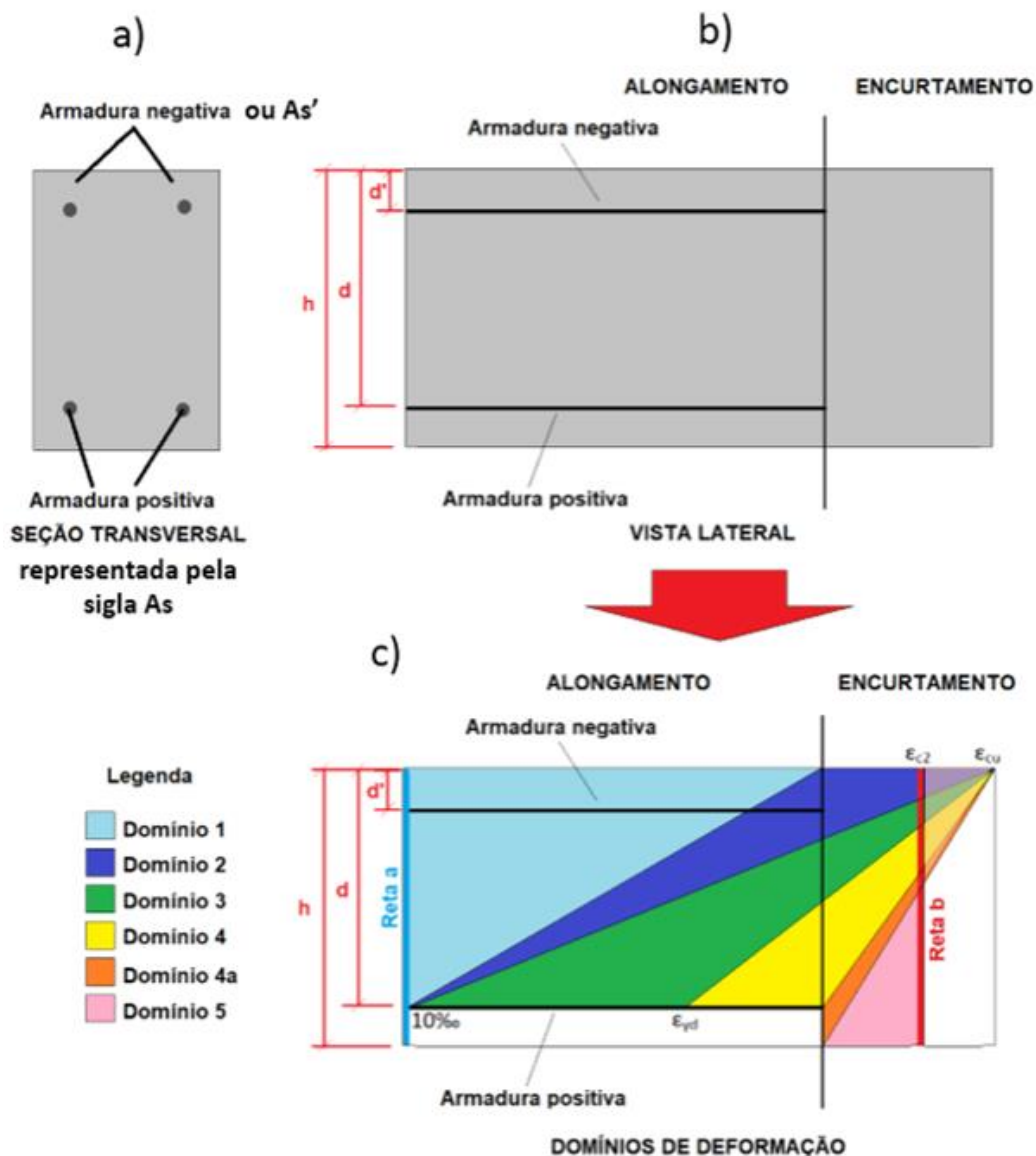 a)
Armadura negativa ou As'
Armadura positiva
SEÇÃO TRANSVERSAL
representada pela
sigla As
b)
ALONGAMENTO
ENCURTAMENTO
Armadura negativa
d'
d
h
Armadura positiva
VISTA LATERAL
c)
ALONGAMENTO
ENCURTAMENTO
Armadura negativa
εc2
εcu
Legenda
Domínio 1
Domínio 2
Domínio 3
Domínio 4
Domínio 4a
Domínio 5
d'
d
h
Reta a
Reta b
10‰
εyd
Armadura positiva
DOMÍNIOS DE DEFORMAÇÃO